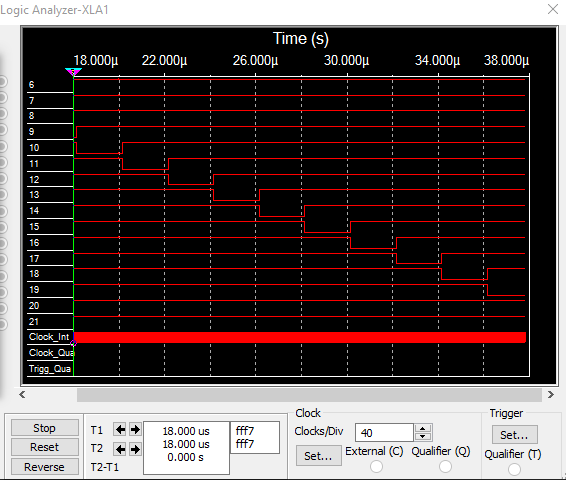 Logic Analyzer-XLA1
Time (s)
18.000µ 22.000µ 26.000µ 30.000µ 34.000µ 38.000µ
6
7
8
9
10
11
12
13
14
15
16
17
18
19
20
21
Clock_Int
Clock_Qua
Trigg_Qua
Stop
Reset
Reverse
T1
T2
T2-T1
18.000 us
18.000 us
0.000 s
fff7
fff7
Clock
Clocks/Div 40
Set...
External (C)
Qualifier (Q)
Trigger
Set...
Qualifier (T)